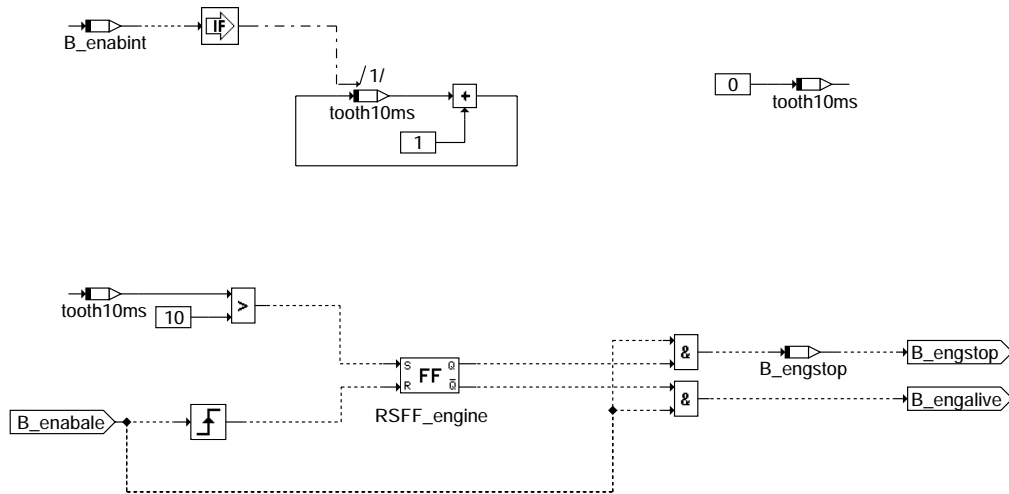 B_enabint
IF
/1/
tooth10ms
+
1
0
tooth10ms
tooth10ms
10
>
S
R
FF
Q
Q̅
RSFF_engine
&
&
B_engstop
B_engstop
B_engalive
B_enabale